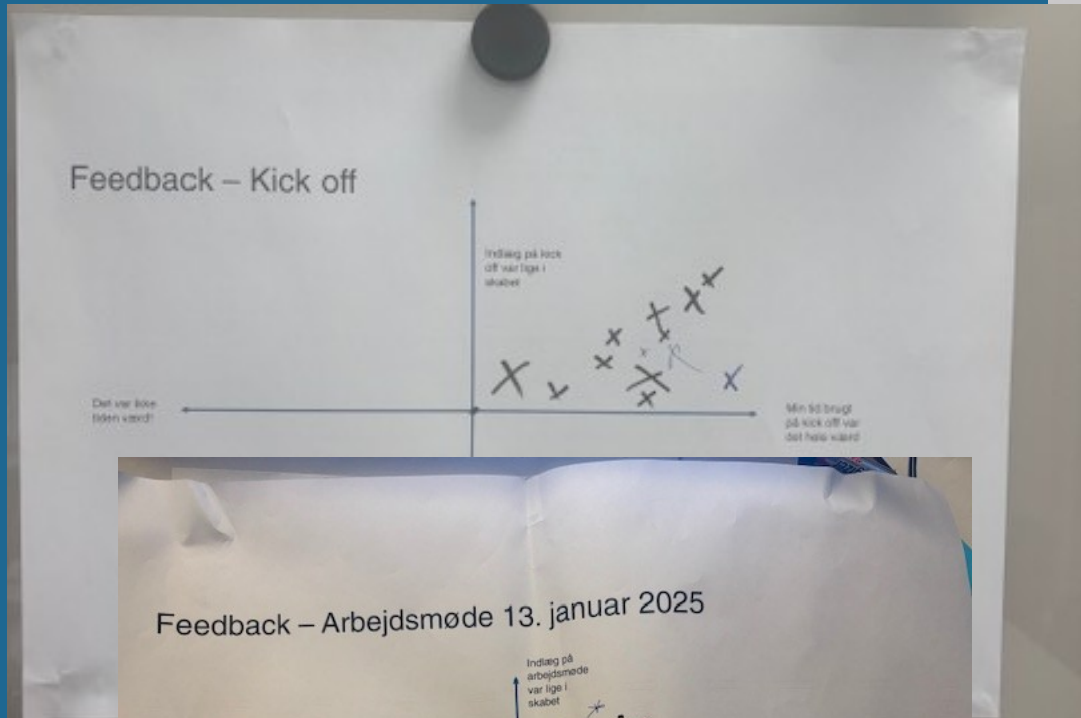 Feedback – Kick off
Indlæg på kick
off var lige i
skabet
Det var ikke
tiden værd!
Min tid brugt
på kick off var
det hele værd
Feedback – Arbejdsmøde 13. januar 2025
Indlæg på
arbejdsmøde
var lige i
skabet